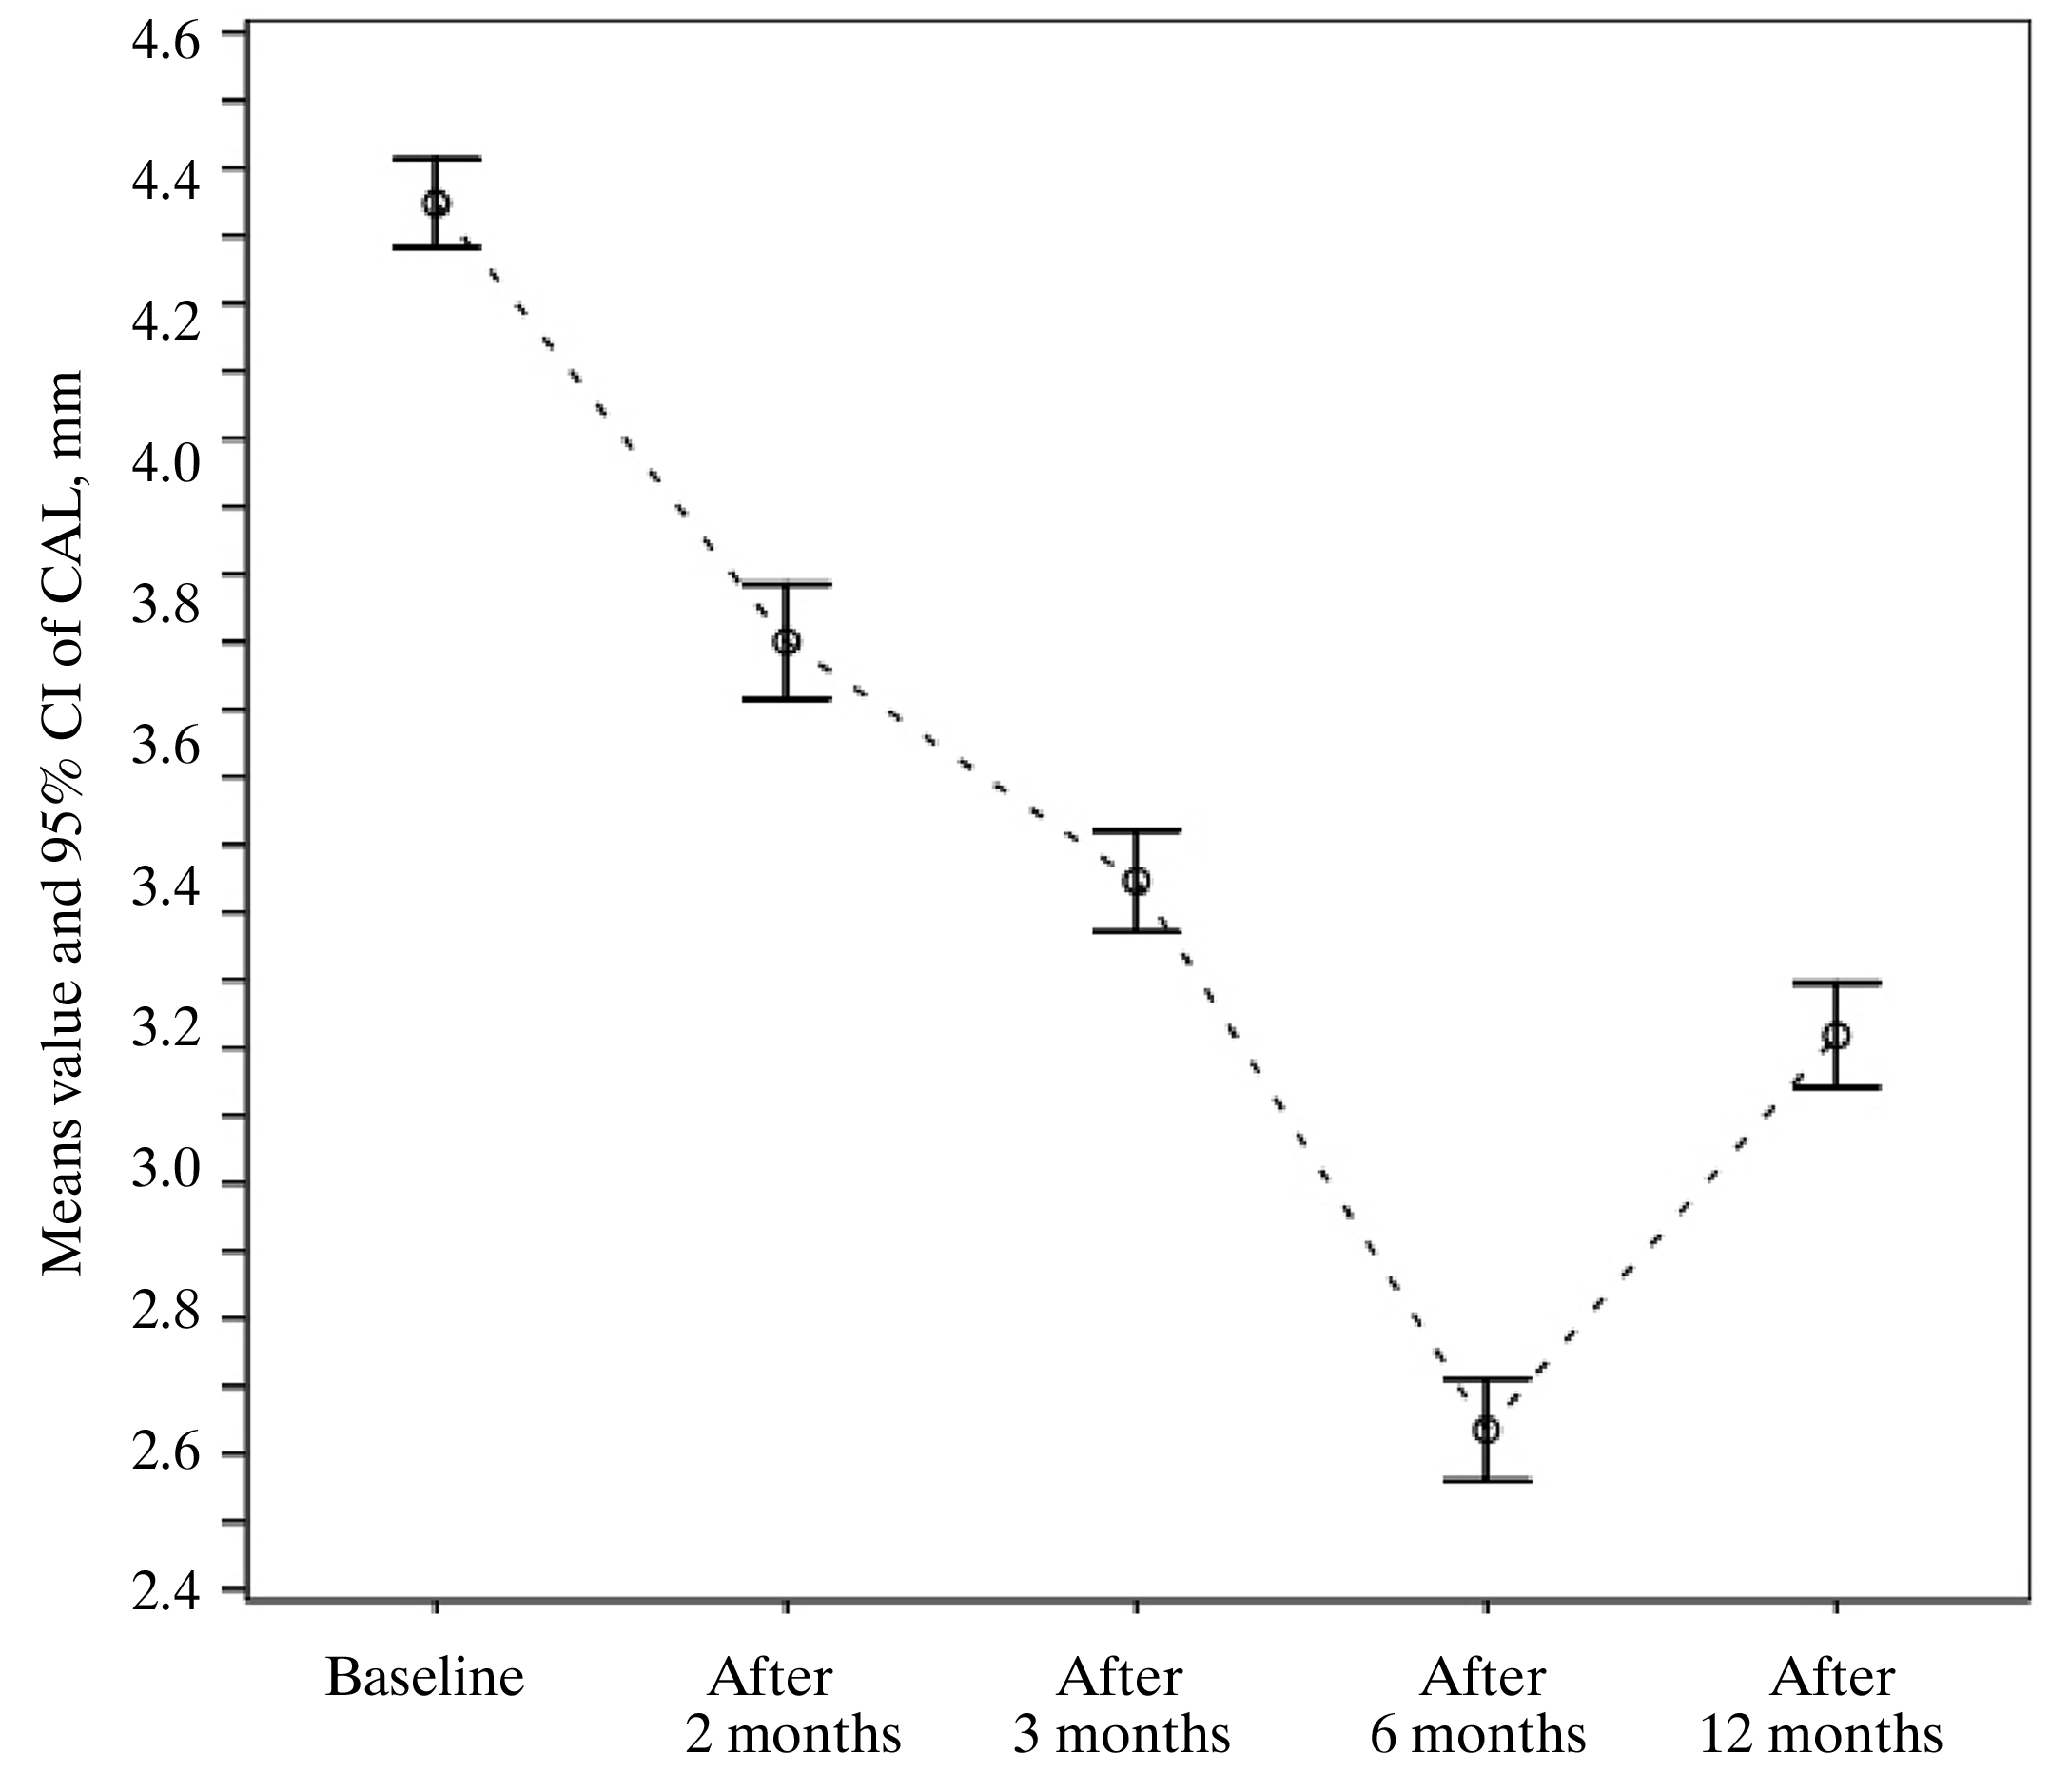 Means value and 95% CI of CAL, mm
4.6
4.4
4.2
4.0
3.8
3.6
3.4
3.2
3.0
2.8
2.6
2.4
Baseline
After
2 months
After
3 months
After
6 months
After
12 months